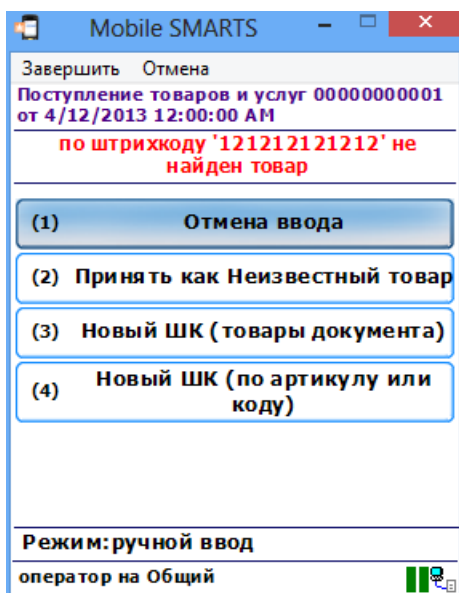 Mobile SMARTS
Завершить Отмена
Поступление товаров и услуг 00000000001
от 4/12/2013 12:00:00 AM
по штрихкоду '121212121212' не
найден товар
(1) Отмена ввода
(2) Принять как Неизвестный товар
(3) Новый ШК (товары документа)
(4) Новый ШК (по артикулу или
коду)
Режим:ручной ввод
оператор на Общий